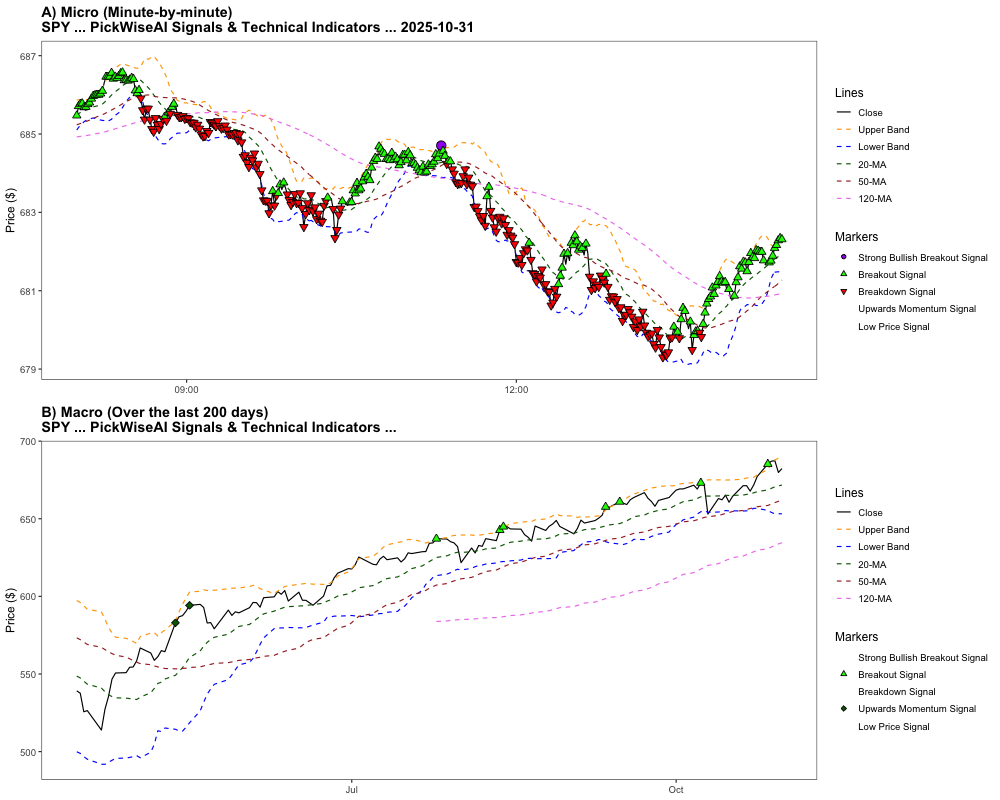 A) Micro (Minute-by-minute)
SPY ... PickWiseAI Signals & Technical Indicators ... 2025-10-31
687
685
683
681
679
Price ($)
09:00
12:00
Lines
Close
Upper Band
Lower Band
20-MA
50-MA
120-MA
Markers
Strong Bullish Breakout Signal
Breakout Signal
Breakdown Signal
Upwards Momentum Signal
Low Price Signal
B) Macro (Over the last 200 days)
SPY ... PickWiseAI Signals & Technical Indicators ...
700
650
600
550
500
Price ($)
Jul
Oct
Lines
Close
Upper Band
Lower Band
20-MA
50-MA
120-MA
Markers
Strong Bullish Breakout Signal
Breakout Signal
Breakdown Signal
Upwards Momentum Signal
Low Price Signal